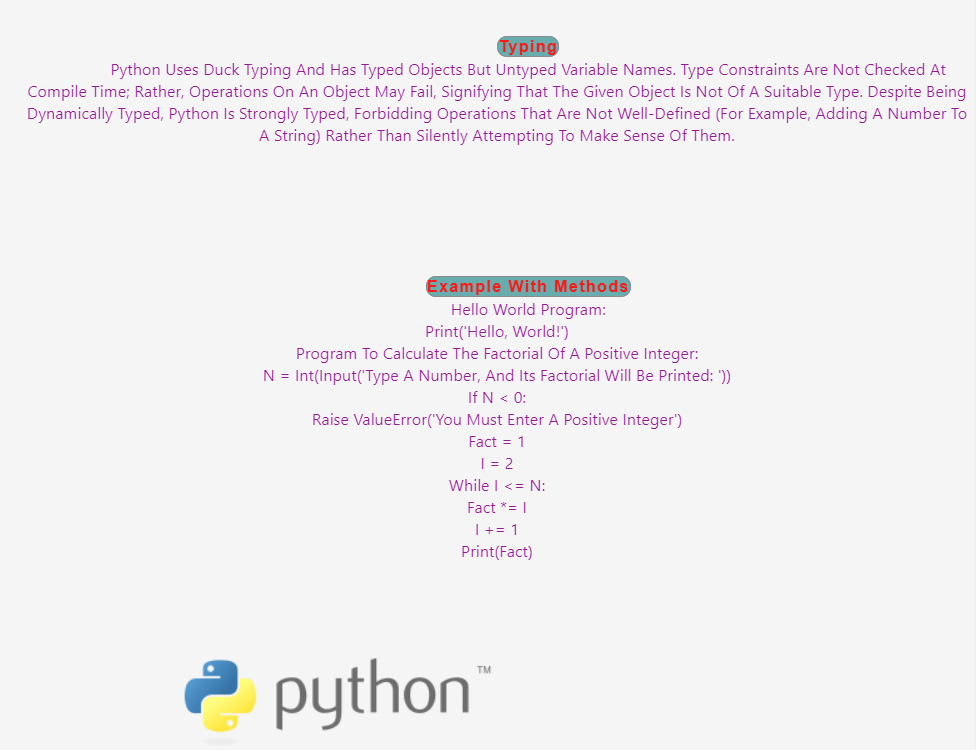 Typing
Python Uses Duck Typing And Has Typed Objects But Untyped Variable Names. Type Constraints Are Not Checked At
Compile Time; Rather, Operations On An Object May Fail, Signifying That The Given Object Is Not Of A Suitable Type. Despite Being
Dynamically Typed, Python Is Strongly Typed, Forbidding Operations That Are Not Well-Defined (For Example, Adding A Number To
A String) Rather Than Silently Attempting To Make Sense Of Them.
Example With Methods
Hello World Program:
Print('Hello, World!')
Program To Calculate The Factorial Of A Positive Integer:
N = Int(Input('Type A Number, And Its Factorial Will Be Printed: '))
If N < 0:
Raise ValueError('You Must Enter A Positive Integer')
Fact = 1
I = 2
While I <= N:
Fact *= I
I += 1
Print(Fact)
python™